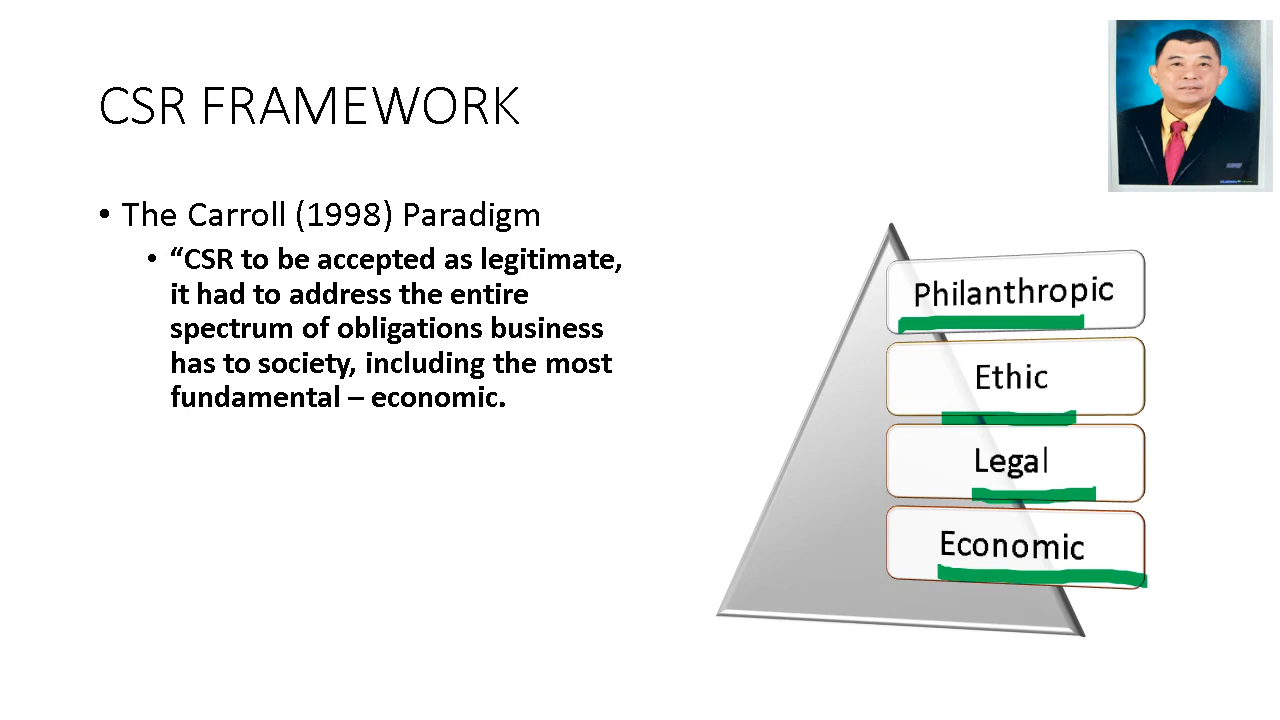 CSR FRAMEWORK
• The Carroll (1998) Paradigm
• “CSR to be accepted as legitimate,
it had to address the entire
spectrum of obligations business
has to society, including the most
fundamental – economic.
Philanthropic
Ethic
Legal
Economic